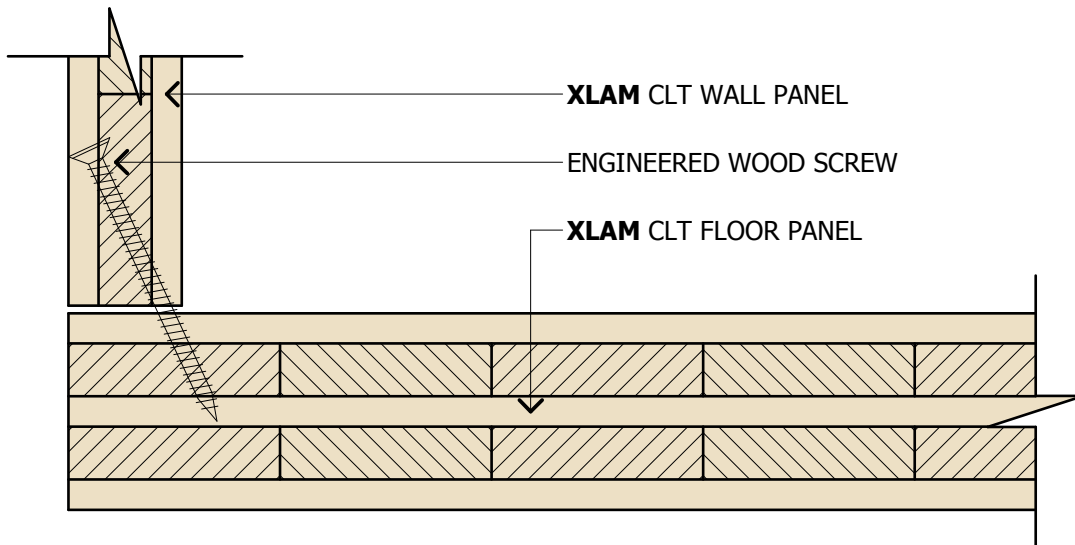 XLAM CLT WALL PANEL
ENGINEERED WOOD SCREW
XLAM CLT FLOOR PANEL